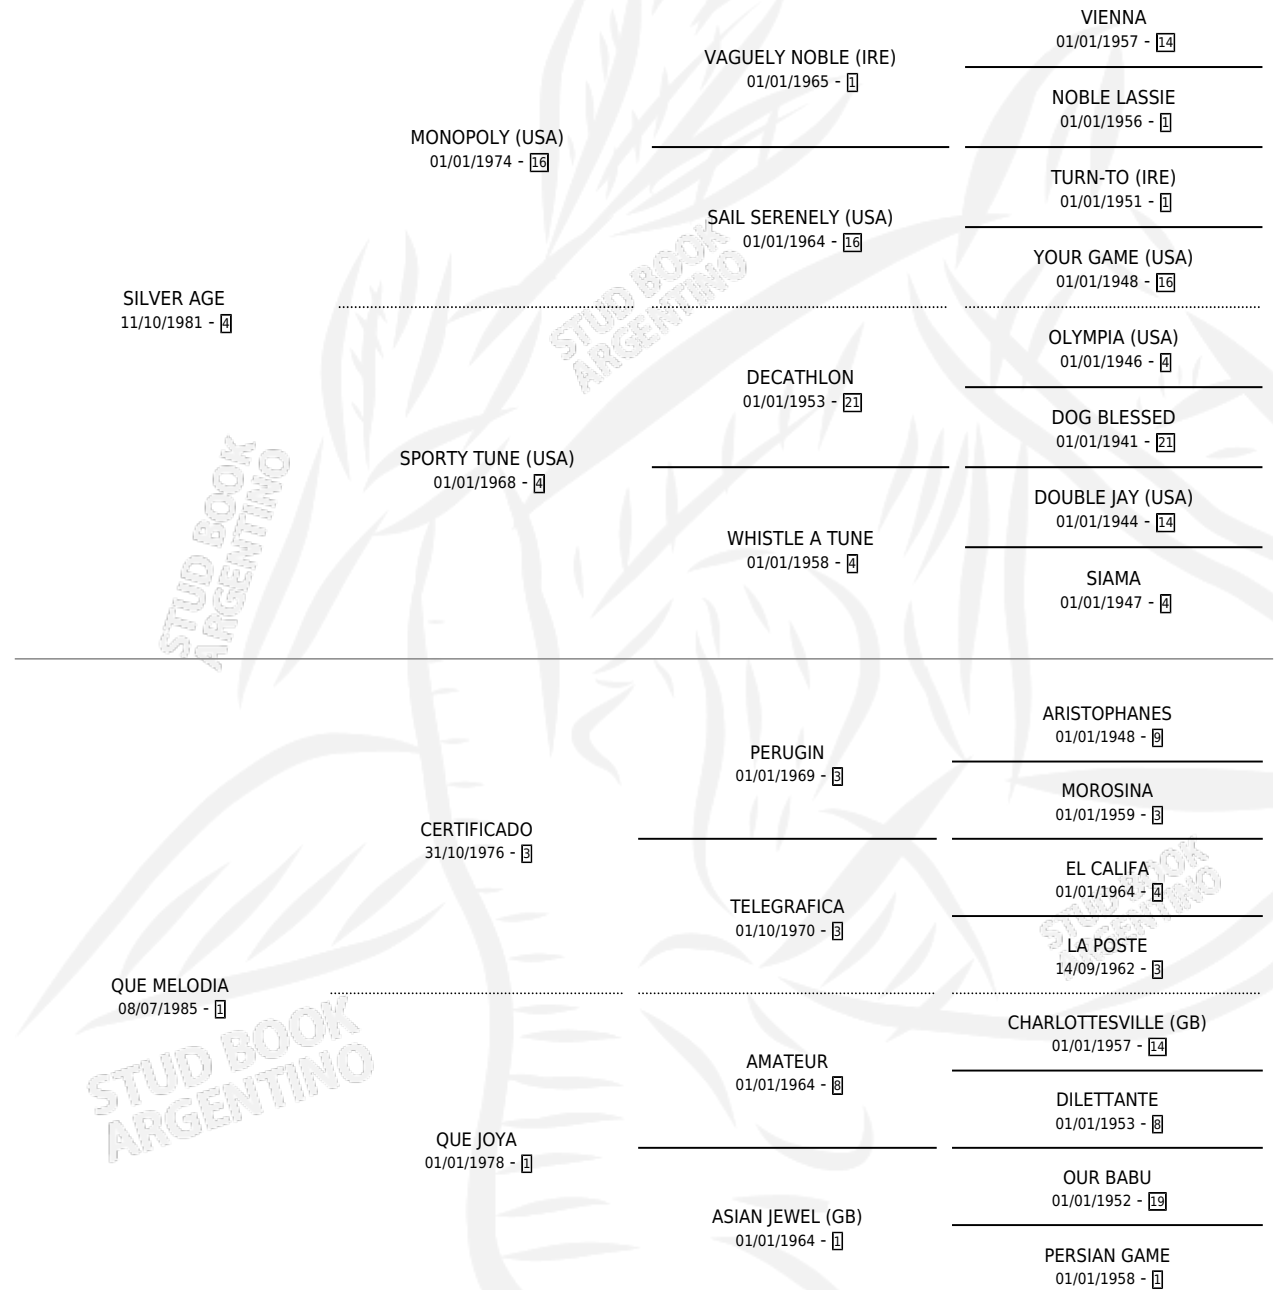 VIENNA
01/01/1957 - 14
VAGUELY NOBLE (IRE)
01/01/1965 - 1
NOBLE LASSIE
01/01/1956 - 1
MONOPOLY (USA)
01/01/1974 - 16
TURN-TO (IRE)
01/01/1951 - 1
SAIL SERENELY (USA)
01/01/1964 - 16
YOUR GAME (USA)
01/01/1948 - 16
SILVER AGE
11/10/1981 - 4
OLYMPIA (USA)
01/01/1946 - 4
DECATHLON
01/01/1953 - 21
DOG BLESSED
01/01/1941 - 21
SPORTY TUNE (USA)
01/01/1968 - 4
DOUBLE JAY (USA)
01/01/1944 - 14
WHISTLE A TUNE
01/01/1958 - 4
SIAMA
01/01/1947 - 4
STUD BOOK
ARGENTINO
STUD BOOK
ARGENTINO
ARISTOPHANES
01/01/1948 - 9
PERUGIN
01/01/1969 - 3
MOROSINA
01/01/1959 - 3
CERTIFICADO
31/10/1976 - 3
EL CALIFA
01/01/1964 - 4
TELEGRAFICA
01/10/1970 - 3
LA POSTE
14/09/1962 - 3
STUD BOOK
ARGENTINO
QUE MELODIA
08/07/1985 - 1
CHARLOTTESVILLE (GB)
01/01/1957 - 14
AMATEUR
01/01/1964 - 8
DILETTANTE
01/01/1953 - 8
STUD BOOK
ARGENTINO
QUE JOYA
01/01/1978 - 1
OUR BABU
01/01/1952 - 19
ASIAN JEWEL (GB)
01/01/1964 - 1
PERSIAN GAME
01/01/1958 - 1